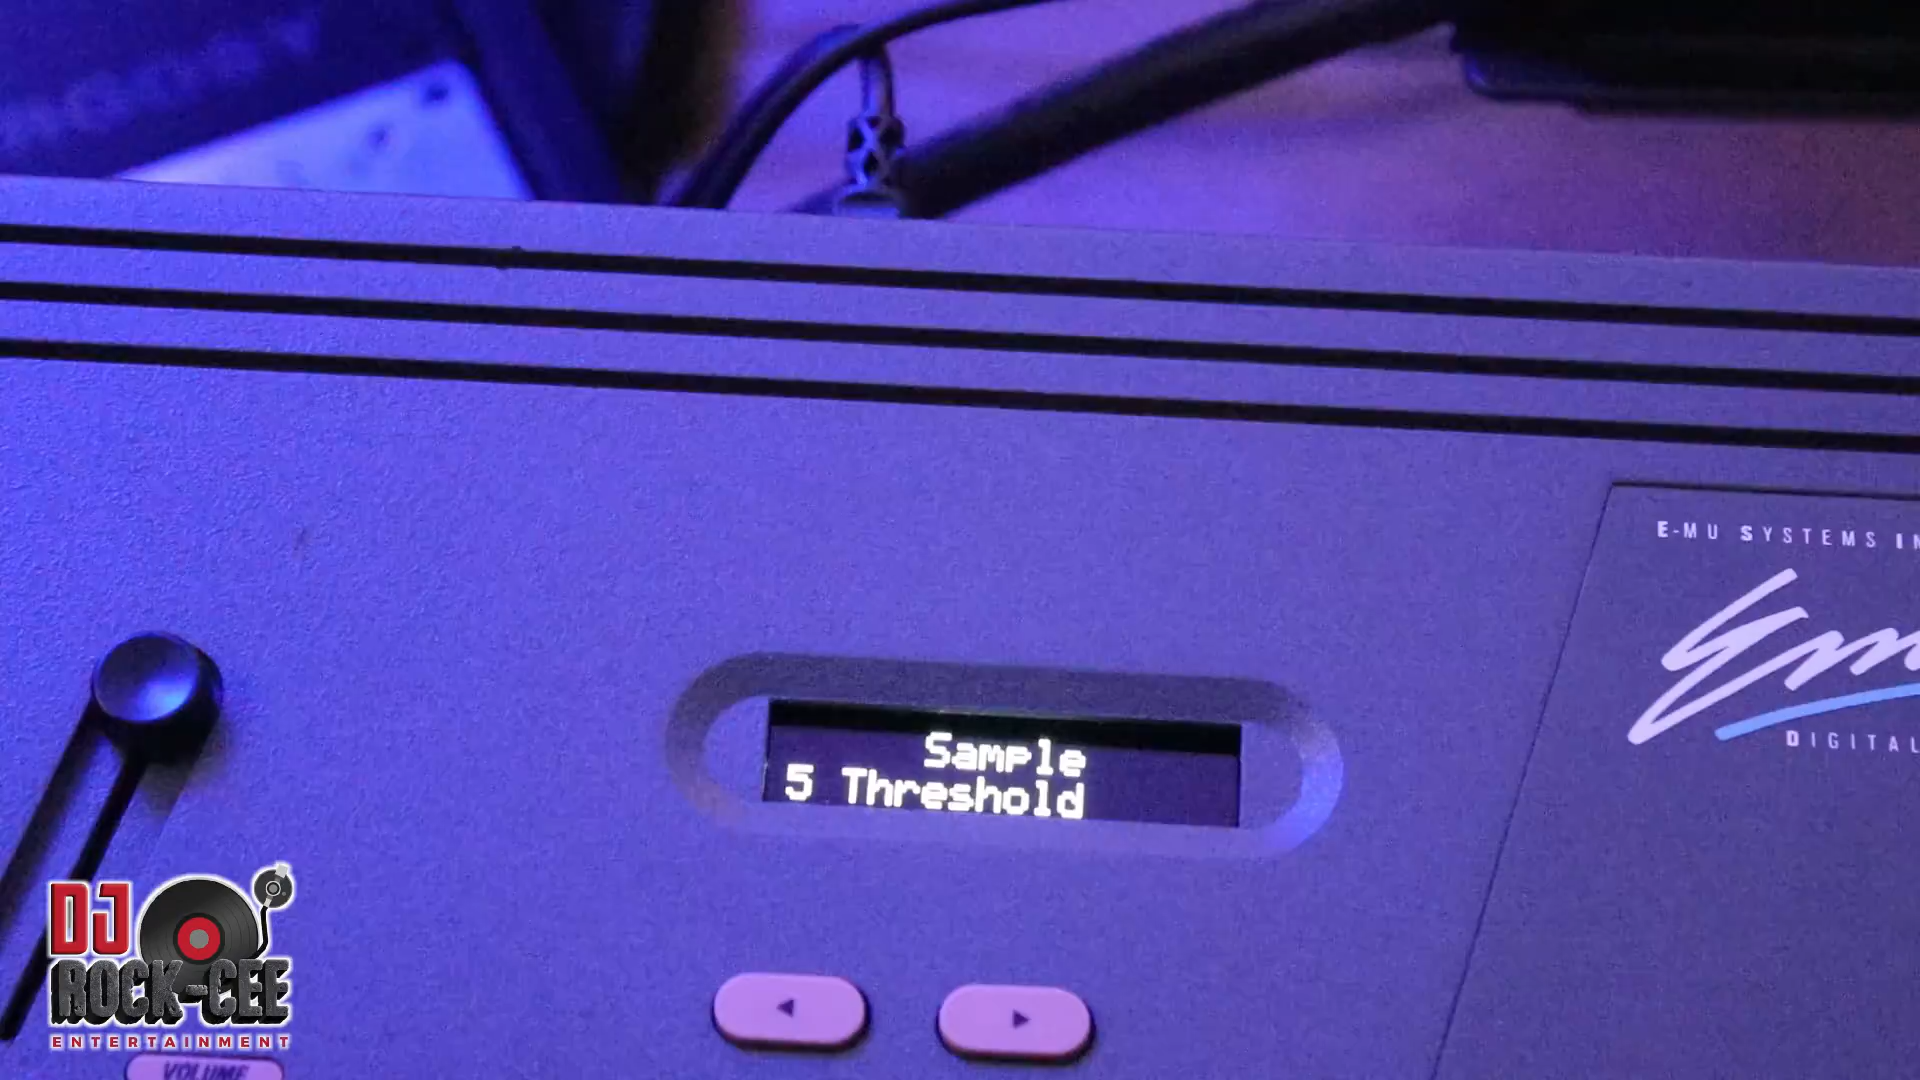 E-MU SYSTEMS
Sample
5 Threshold
DIGITAL
DJ
ROCK-CEE
ENTERTAINMENT
VOLUME